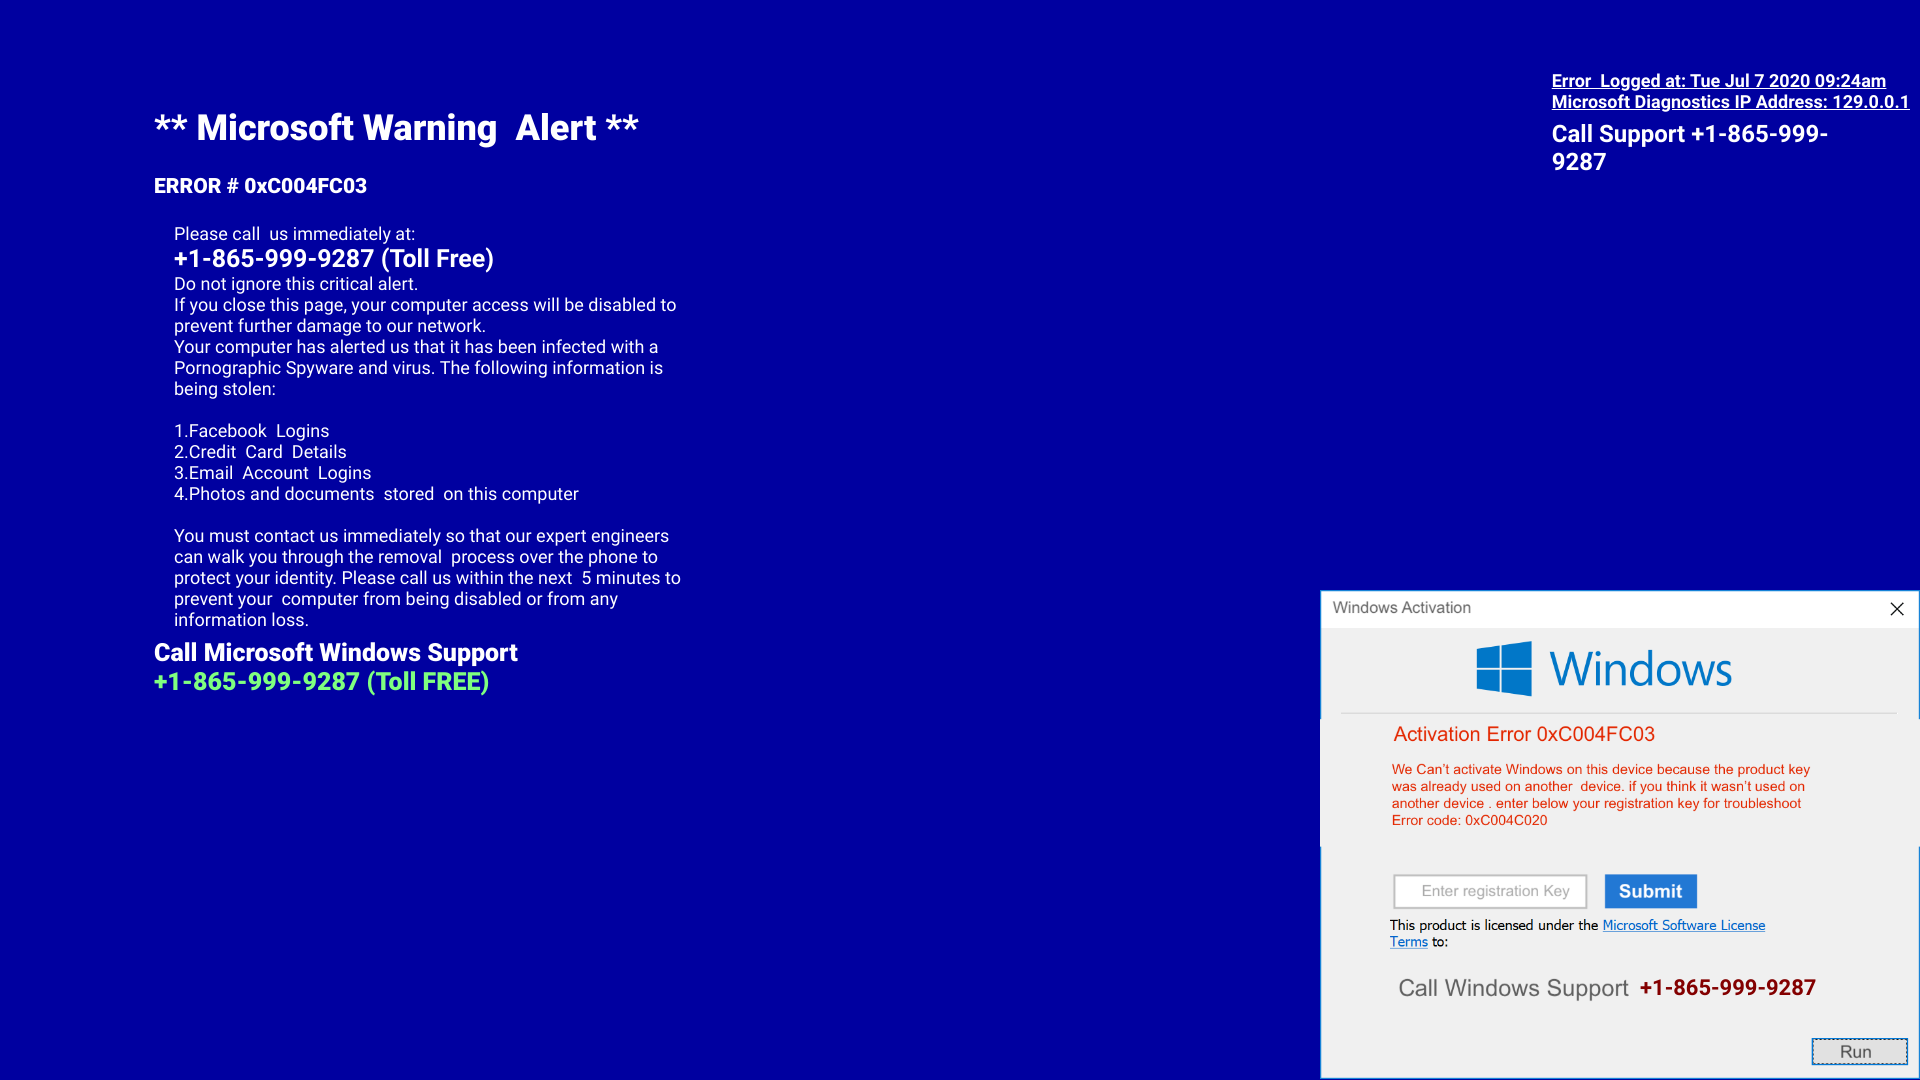 Error  Logged at: Tue Jul 7 2020 09:24am
Microsoft Diagnostics IP Address: 129.0.0.1
Call Support +1-865-999-
9287
** Microsoft Warning  Alert **
ERROR # 0xC004FC03
Please call  us immediately at:
+1-865-999-9287 (Toll Free)
Do not ignore this critical alert.
If you close this page, your computer access will be disabled to
prevent further damage to our network.
Your computer has alerted us that it has been infected with a
Pornographic Spyware and virus. The following information is
being stolen:
1.Facebook  Logins
2.Credit  Card  Details
3.Email  Account  Logins
4.Photos and documents  stored  on this computer
You must contact us immediately so that our expert engineers
can walk you through the removal  process over the phone to
protect your identity. Please call us within the next  5 minutes to
prevent your  computer from being disabled or from any
information loss.
Call Microsoft Windows Support
+1-865-999-9287 (Toll FREE)
Windows Activation
Windows
Activation Error 0xC004FC03
We Can't activate Windows on this device because the product key
was already used on another  device. if you think it wasn't used on
another device . enter below your registration key for troubleshoot
Error code: 0xC004C020
Enter registration Key
Submit
This product is licensed under the Microsoft Software License
Terms to:
Call Windows Support +1-865-999-9287
Run